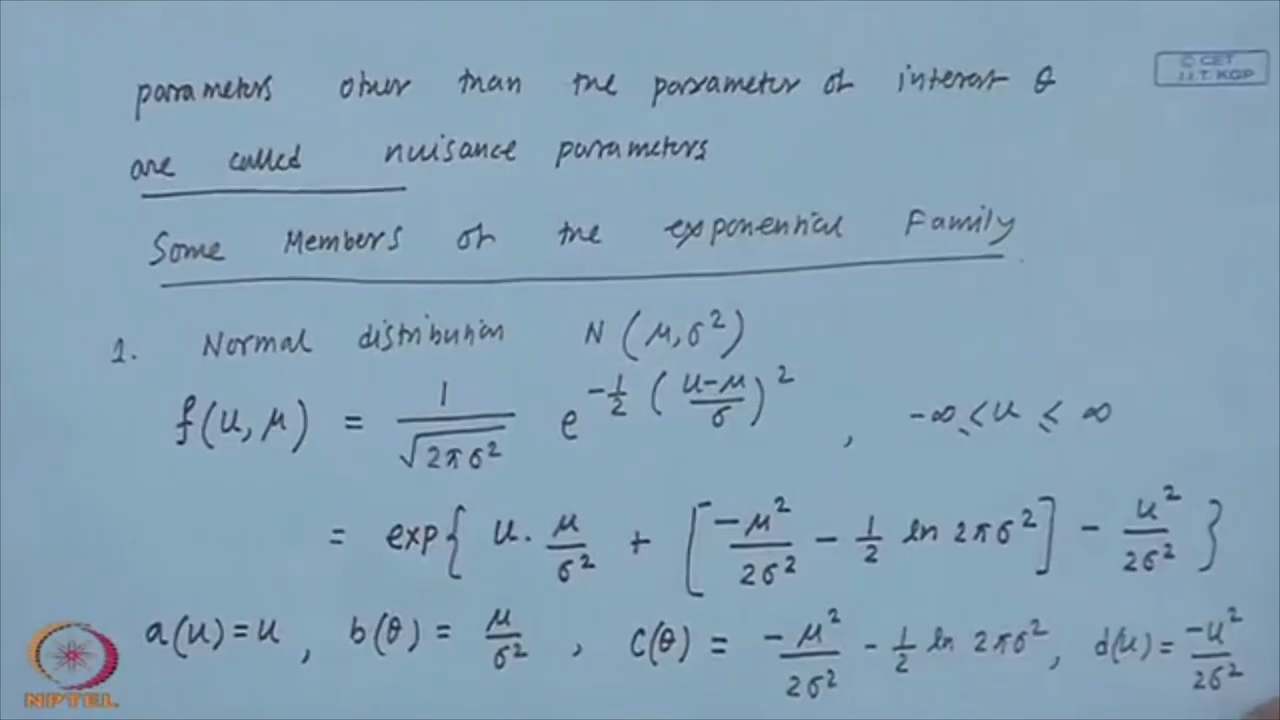 © CET
I.I.T. KGP
parameters other than the parameter of interest θ
are called nuisance parameters
Some Members of the exponential Family
1. Normal distribution N(μ,σ²)
f(u,μ) = 1/√2πσ² e^-1/2 ((u-μ)/σ)² , -∞ ≤ u ≤ ∞
= exp{ u. μ/σ² + [-μ²/2σ² - 1/2 ln 2πσ²] - u²/2σ² }
a(u)=u , b(θ) = μ/σ² , c(θ) = -μ²/2σ² - 1/2 ln 2πσ², d(u) = -u²/2σ²
NPTEL